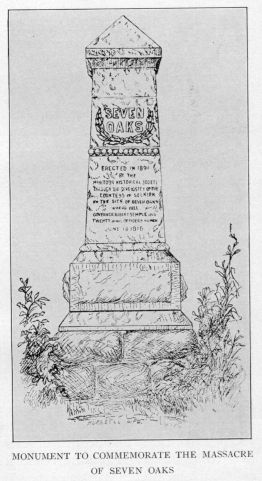 SEVEN
OAKS
ERECTED IN 1891
BY THE
MANITOBA HISTORICAL SOCIETY
THROUGH THE GENEROSITY OF THE
COUNTESS OF SELKIRK
ON THE SITE OF SEVEN OAKS
WHERE FELL
GOVERNOR ROBERT SEMPLE AND
TWENTY OF HIS OFFICERS AND MEN
JUNE 19 1816
MONUMENT TO COMMEMORATE THE MASSACRE
OF SEVEN OAKS